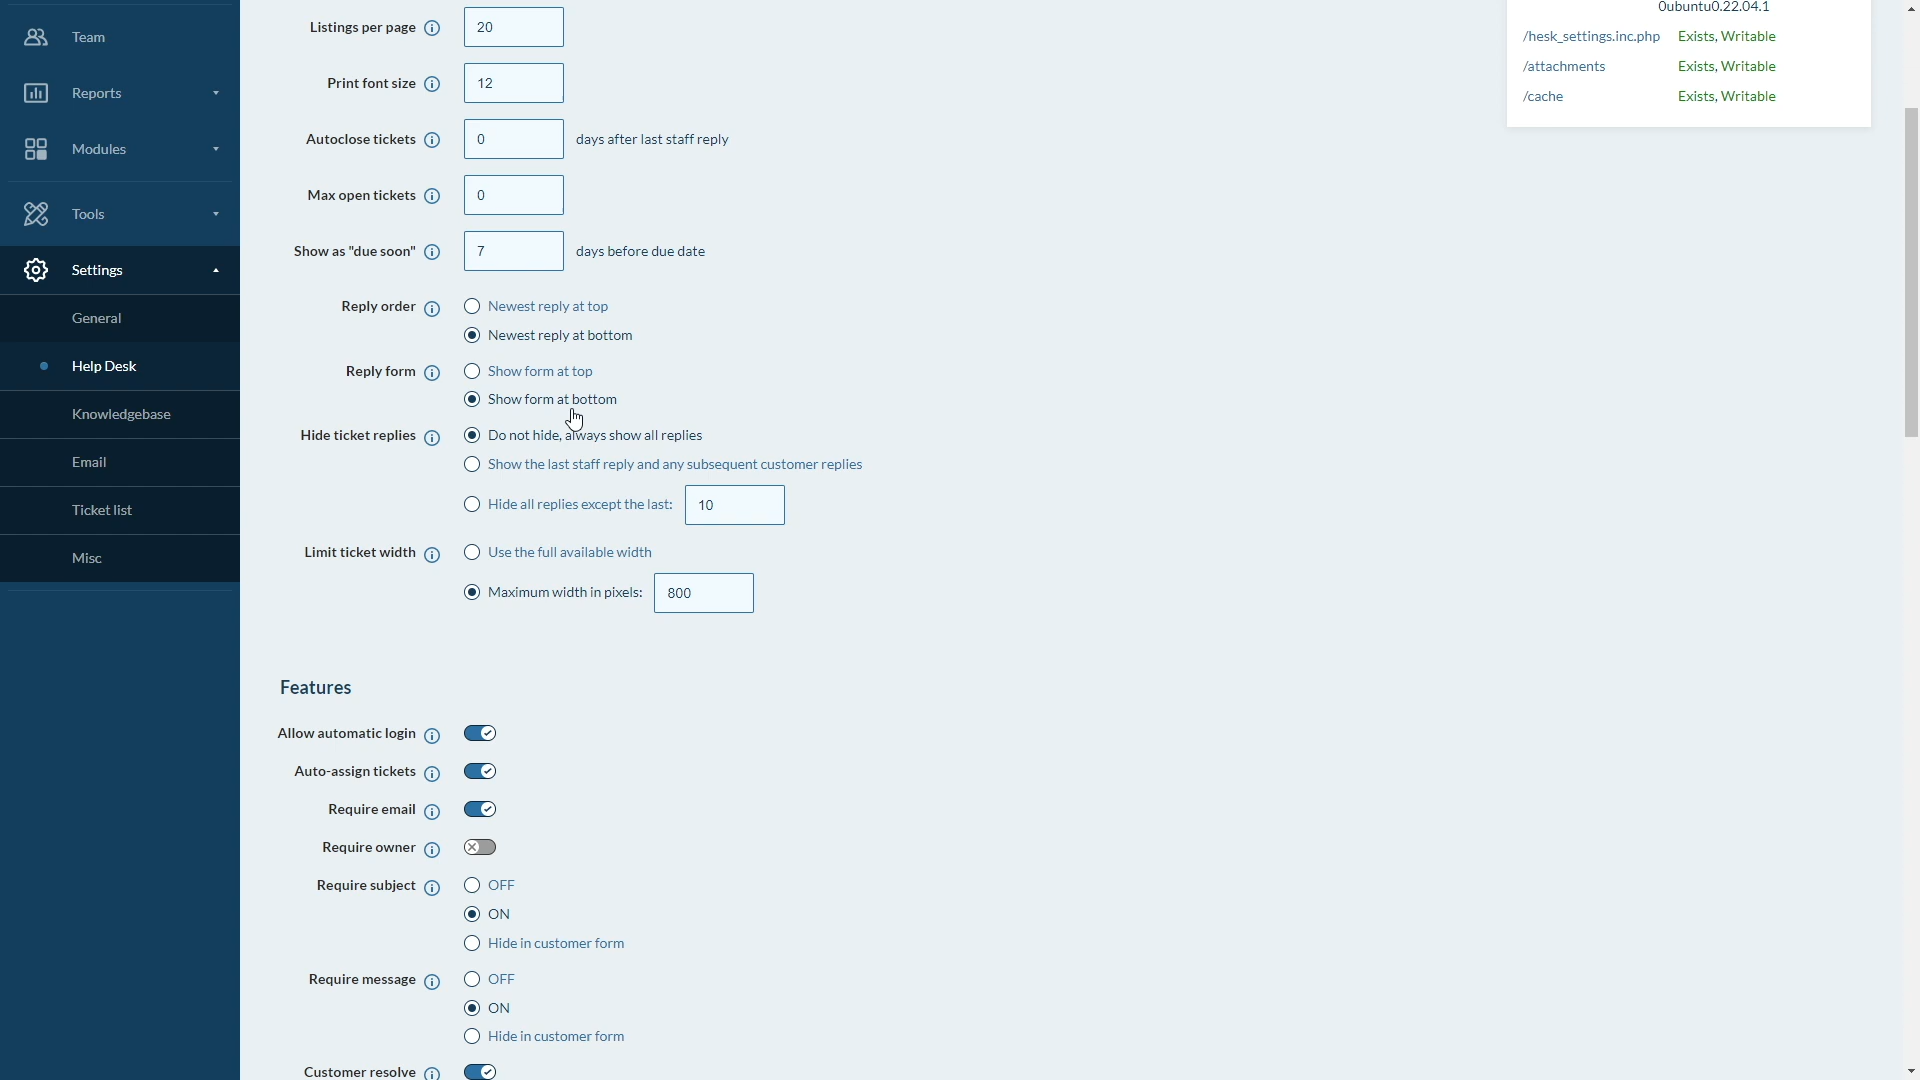 Team
Reports
Modules
Tools
Settings
General
Help Desk
Knowledgebase
Email
Ticket list
Misc
Listings per page 20
Print font size 12
Autoclose tickets 0 days after last staff reply
Max open tickets 0
Show as "due soon" 7 days before due date
Reply order Newest reply at top
Newest reply at bottom
Reply form Show form at top
Show form at bottom
Hide ticket replies Do not hide, always show all replies
Show the last staff reply and any subsequent customer replies
Hide all replies except the last: 10
Limit ticket width Use the full available width
Maximum width in pixels: 800
Features
Allow automatic login
Auto-assign tickets
Require email
Require owner
Require subject OFF
ON
Hide in customer form
Require message OFF
ON
Hide in customer form
Customer resolve
0ubuntu0.22.04.1
/hesk_settings.inc.php Exists, Writable
/attachments Exists, Writable
/cache Exists, Writable